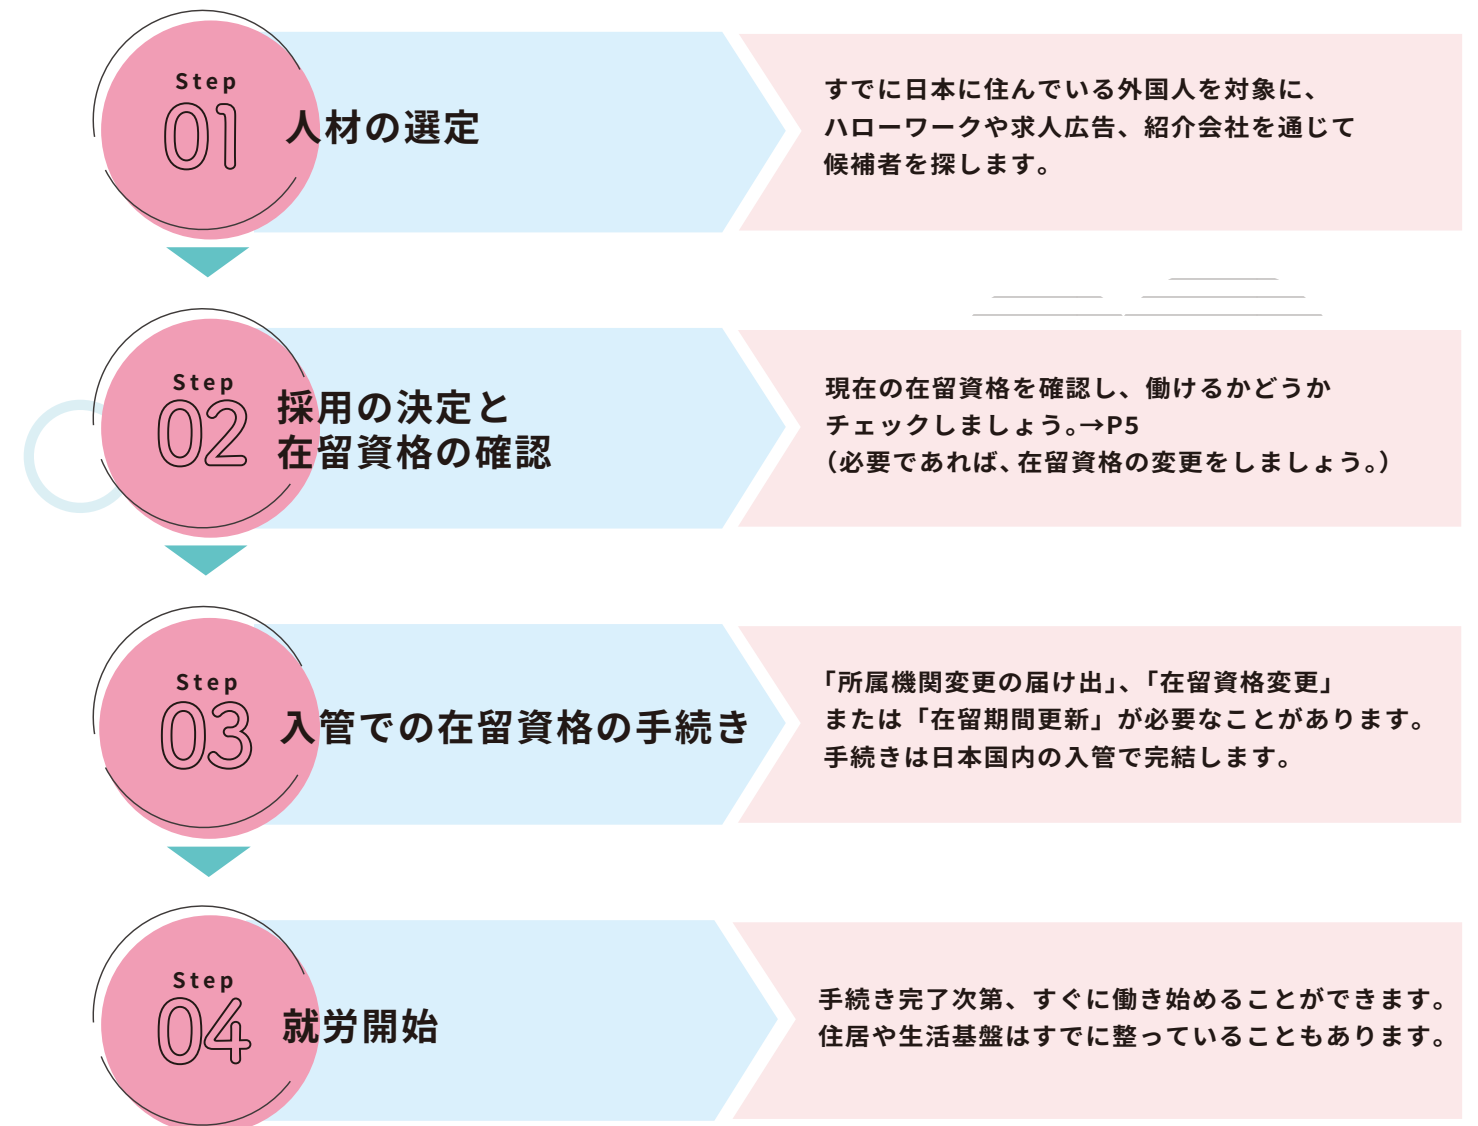 Step
01
人材の選定
すでに日本に住んでいる外国人を対象に、
ハローワークや求人広告、紹介会社を通じて
候補者を探します。
Step
02
採用の決定と
在留資格の確認
現在の在留資格を確認し、働けるかどうか
チェックしましょう。→P5
（必要であれば、在留資格の変更をしましょう。）
Step
03
入管での在留資格の手続き
「所属機関変更の届け出」、「在留資格変更」
または「在留期間更新」が必要なことがあります。
手続きは日本国内の入管で完結します。
Step
04
就労開始
手続き完了次第、すぐに働き始めることができます。
住居や生活基盤はすでに整っていることもあります。